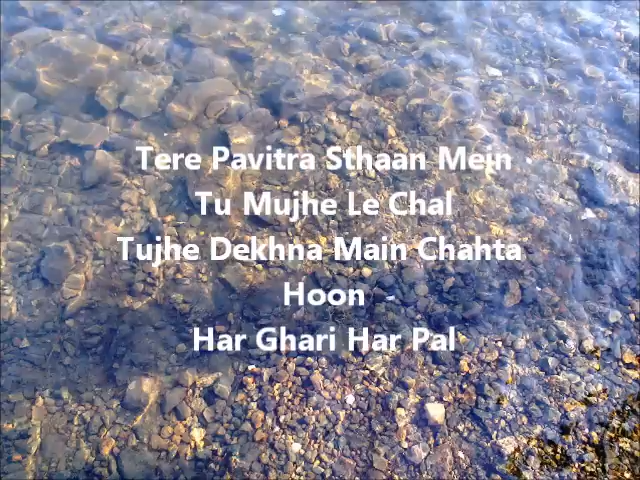 Tere Pavitra Sthaan Mein
Tu Mujhe Le Chal
Tujhe Dekhna Main Chahta
Hoon
Har Ghari Har Pal